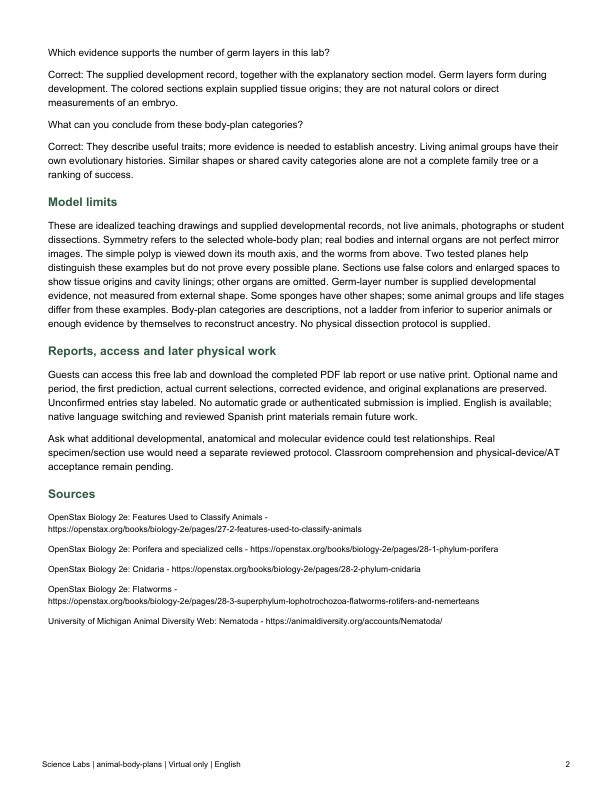 Which evidence supports the number of germ layers in this lab?
Correct: The supplied development record, together with the explanatory section model. Germ layers form during
development. The colored sections explain supplied tissue origins; they are not natural colors or direct
measurements of an embryo.
What can you conclude from these body-plan categories?
Correct: They describe useful traits; more evidence is needed to establish ancestry. Living animal groups have their
own evolutionary histories. Similar shapes or shared cavity categories alone are not a complete family tree or a
ranking of success.
Model limits
These are idealized teaching drawings and supplied developmental records, not live animals, photographs or student
dissections. Symmetry refers to the selected whole-body plan; real bodies and internal organs are not perfect mirror
images. The simple polyp is viewed down its mouth axis, and the worms from above. Two tested planes help
distinguish these examples but do not prove every possible plane. Sections use false colors and enlarged spaces to
show tissue origins and cavity linings; other organs are omitted. Germ-layer number is supplied developmental
evidence, not measured from external shape. Some sponges have other shapes; some animal groups and life stages
differ from these examples. Body-plan categories are descriptions, not a ladder from inferior to superior animals or
enough evidence by themselves to reconstruct ancestry. No physical dissection protocol is supplied.
Reports, access and later physical work
Guests can access this free lab and download the completed PDF lab report or use native print. Optional name and
period, the first prediction, actual current selections, corrected evidence, and original explanations are preserved.
Unconfirmed entries stay labeled. No automatic grade or authenticated submission is implied. English is available;
native language switching and reviewed Spanish print materials remain future work.
Ask what additional developmental, anatomical and molecular evidence could test relationships. Real
specimen/section use would need a separate reviewed protocol. Classroom comprehension and physical-device/AT
acceptance remain pending.
Sources
OpenStax Biology 2e: Features Used to Classify Animals -
https://openstax.org/books/biology-2e/pages/27-2-features-used-to-classify-animals
OpenStax Biology 2e: Porifera and specialized cells - https://openstax.org/books/biology-2e/pages/28-1-phylum-porifera
OpenStax Biology 2e: Cnidaria - https://openstax.org/books/biology-2e/pages/28-2-phylum-cnidaria
OpenStax Biology 2e: Flatworms -
https://openstax.org/books/biology-2e/pages/28-3-superphylum-lophotrochozoa-flatworms-rotifers-and-nemerteans
University of Michigan Animal Diversity Web: Nematoda - https://animaldiversity.org/accounts/Nematoda/
Science Labs | animal-body-plans | Virtual only | English 2